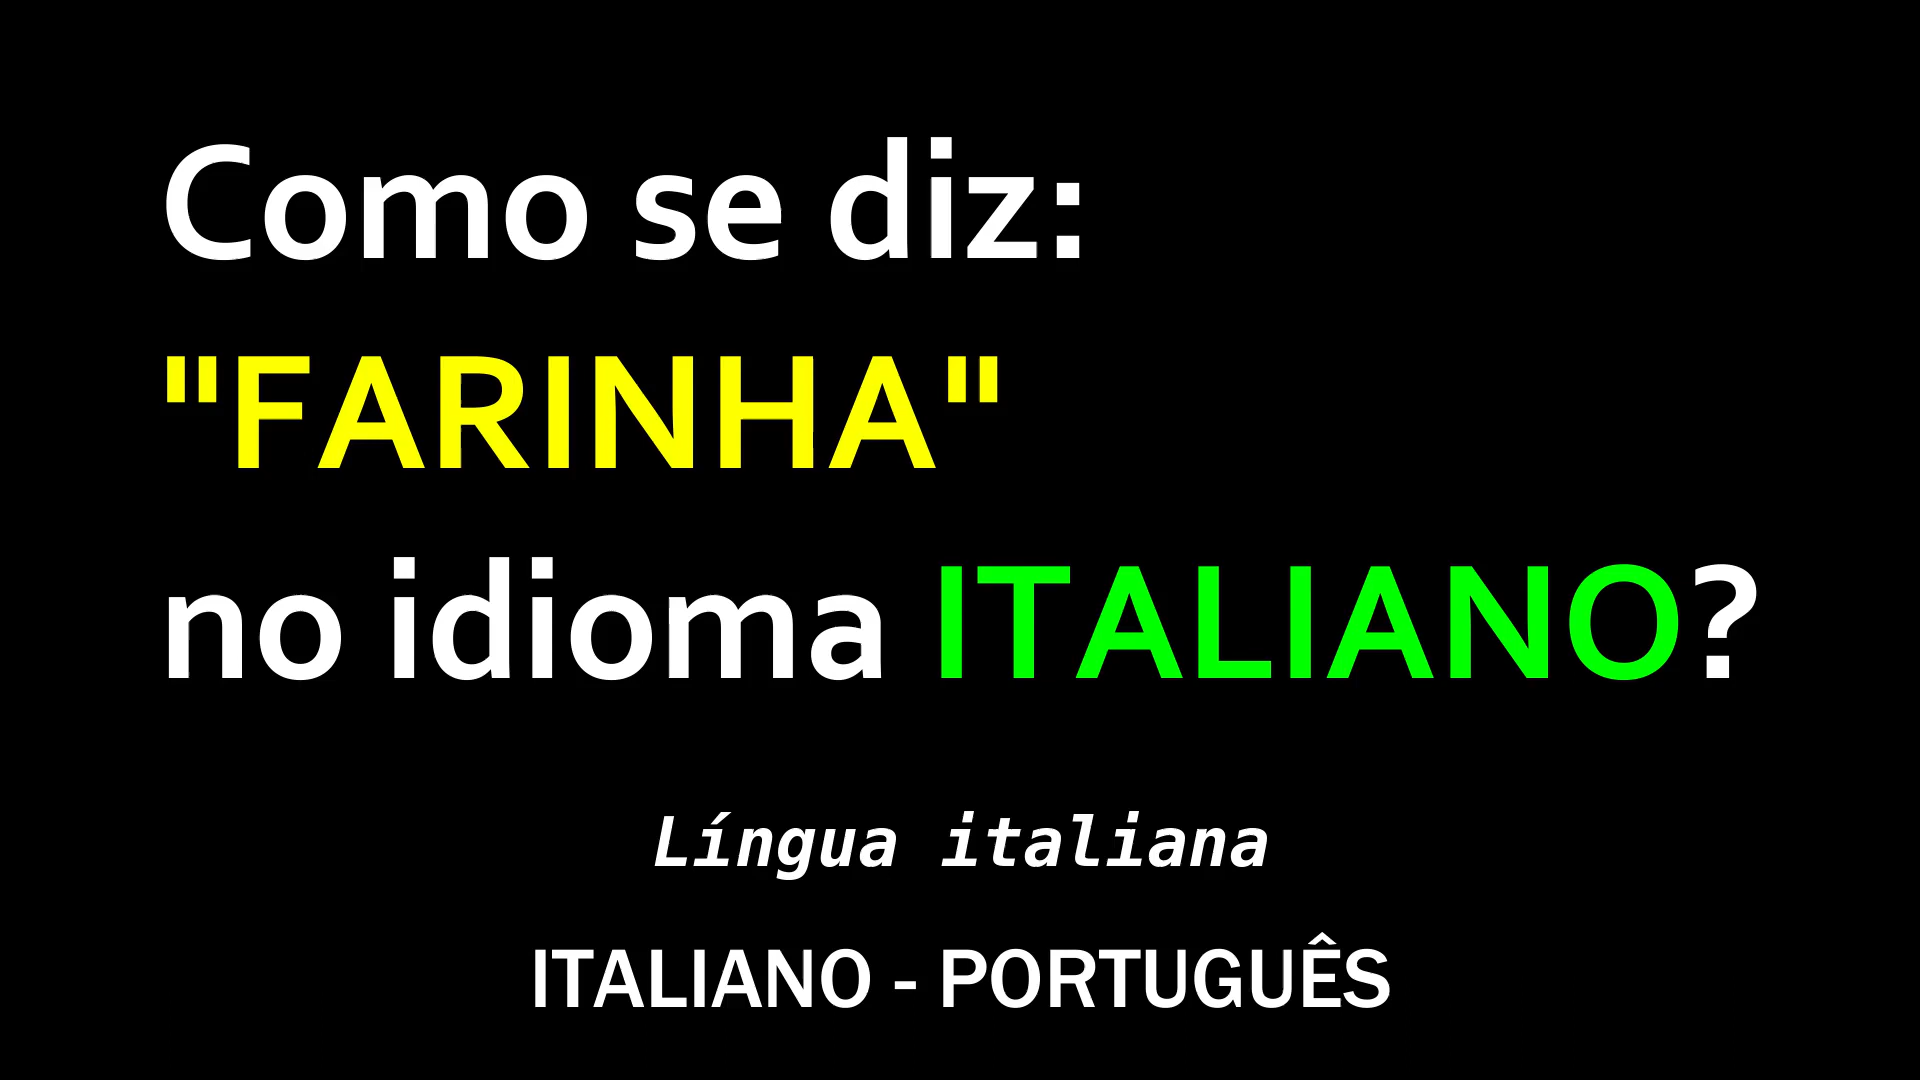 Como se diz:
"FARINHA"
no idioma ITALIANO?
Língua italiana
ITALIANO - PORTUGUÊS